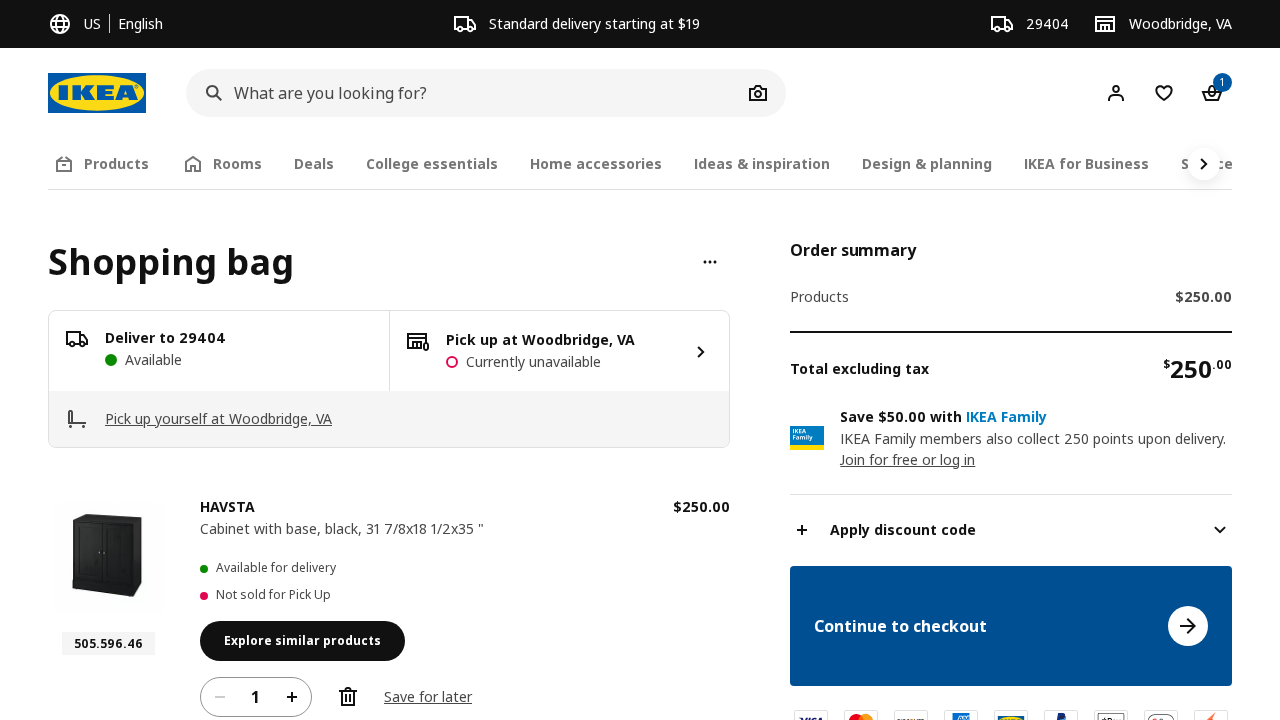 US English
Standard delivery starting at $19
29404
Woodbridge, VA
IKEA
What are you looking for?
1
Products
Rooms
Deals
College essentials
Home accessories
Ideas & inspiration
Design & planning
IKEA for Business
Shopping bag
Deliver to 29404
Available
Pick up at Woodbridge, VA
Currently unavailable
Pick up yourself at Woodbridge, VA
HAVSTA
$250.00
Cabinet with base, black, 31 7/8x18 1/2x35 "
Available for delivery
Not sold for Pick Up
505.596.46
Explore similar products
1
Save for later
Order summary
Products
$250.00
Total excluding tax
$250.00
IKEA
Family
Save $50.00 with IKEA Family
IKEA Family members also collect 250 points upon delivery.
Join for free or log in
Apply discount code
Continue to checkout